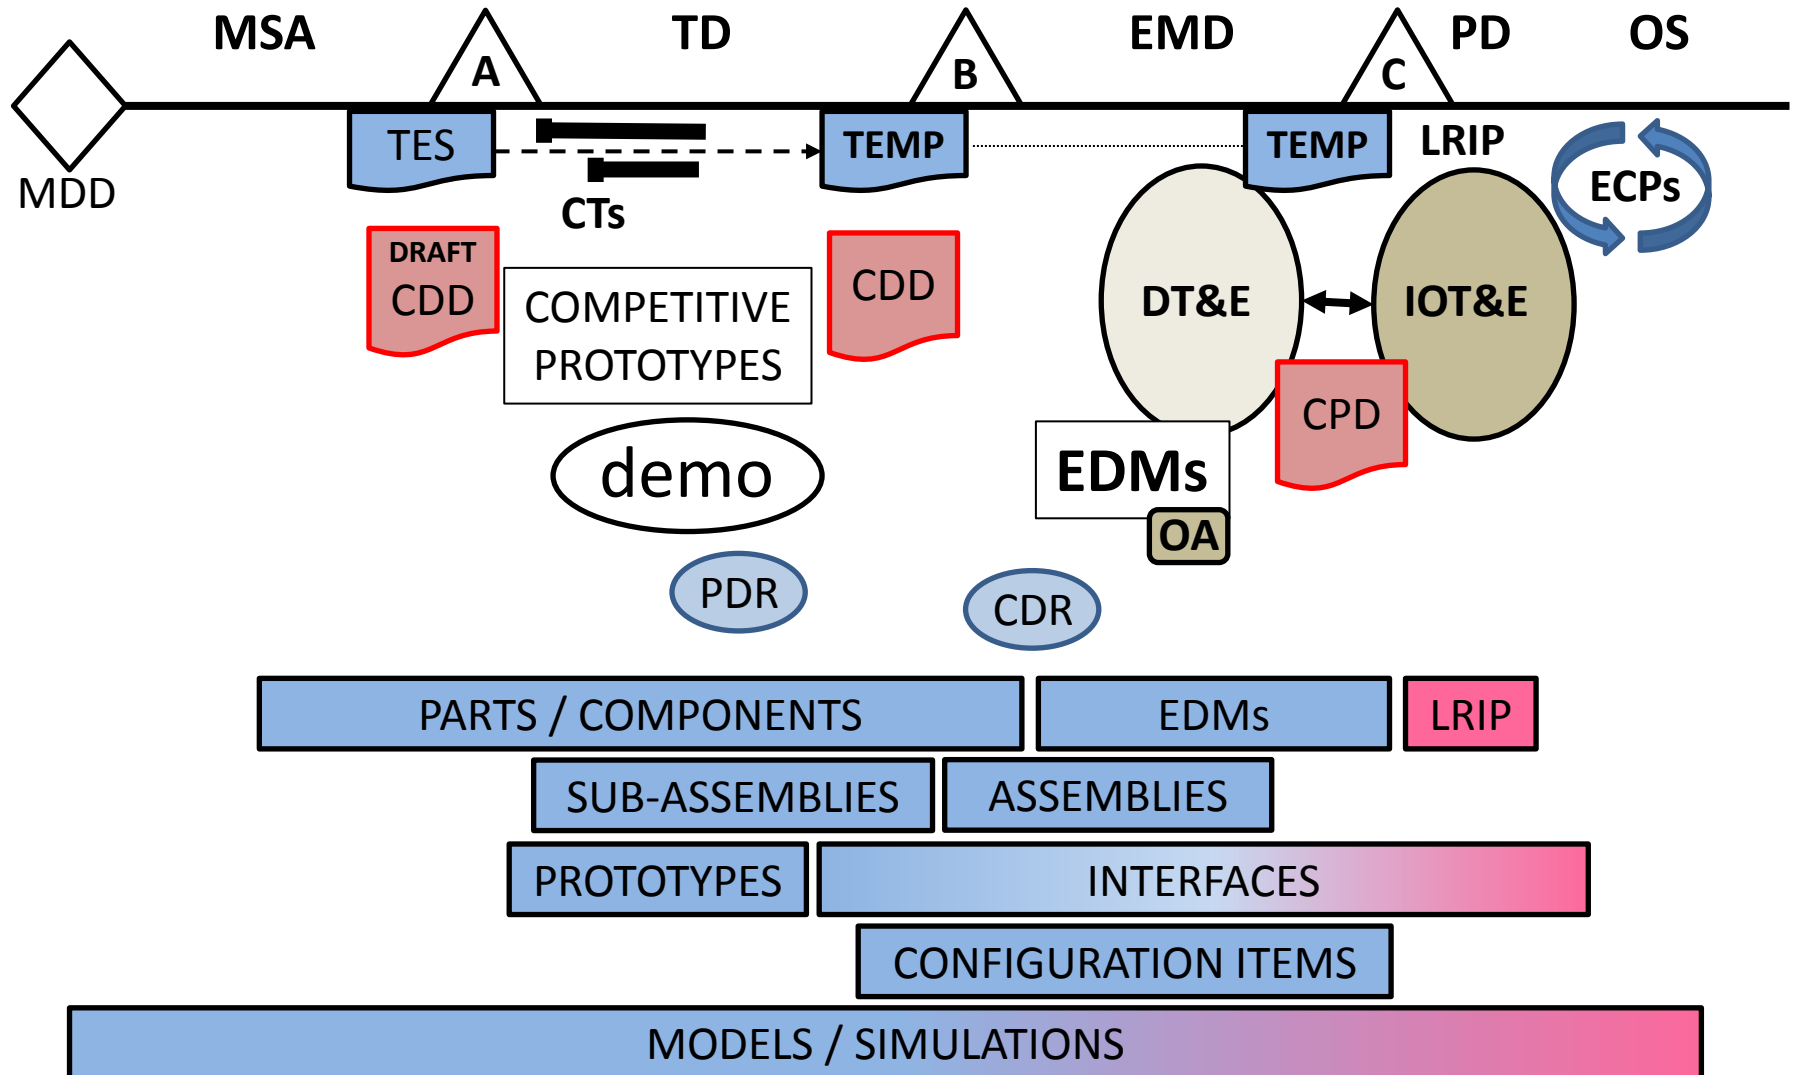 MSA
TD
EMD
PD
OS
A
B
C
MDD
TES
TEMP
TEMP
LRIP
ECPs
CTs
DRAFT
CDD
COMPETITIVE
PROTOTYPES
CDD
DT&E
IOT&E
CPD
demo
EDMs
OA
PDR
CDR
PARTS / COMPONENTS
EDMs
LRIP
SUB-ASSEMBLIES
ASSEMBLIES
PROTOTYPES
INTERFACES
CONFIGURATION ITEMS
MODELS / SIMULATIONS